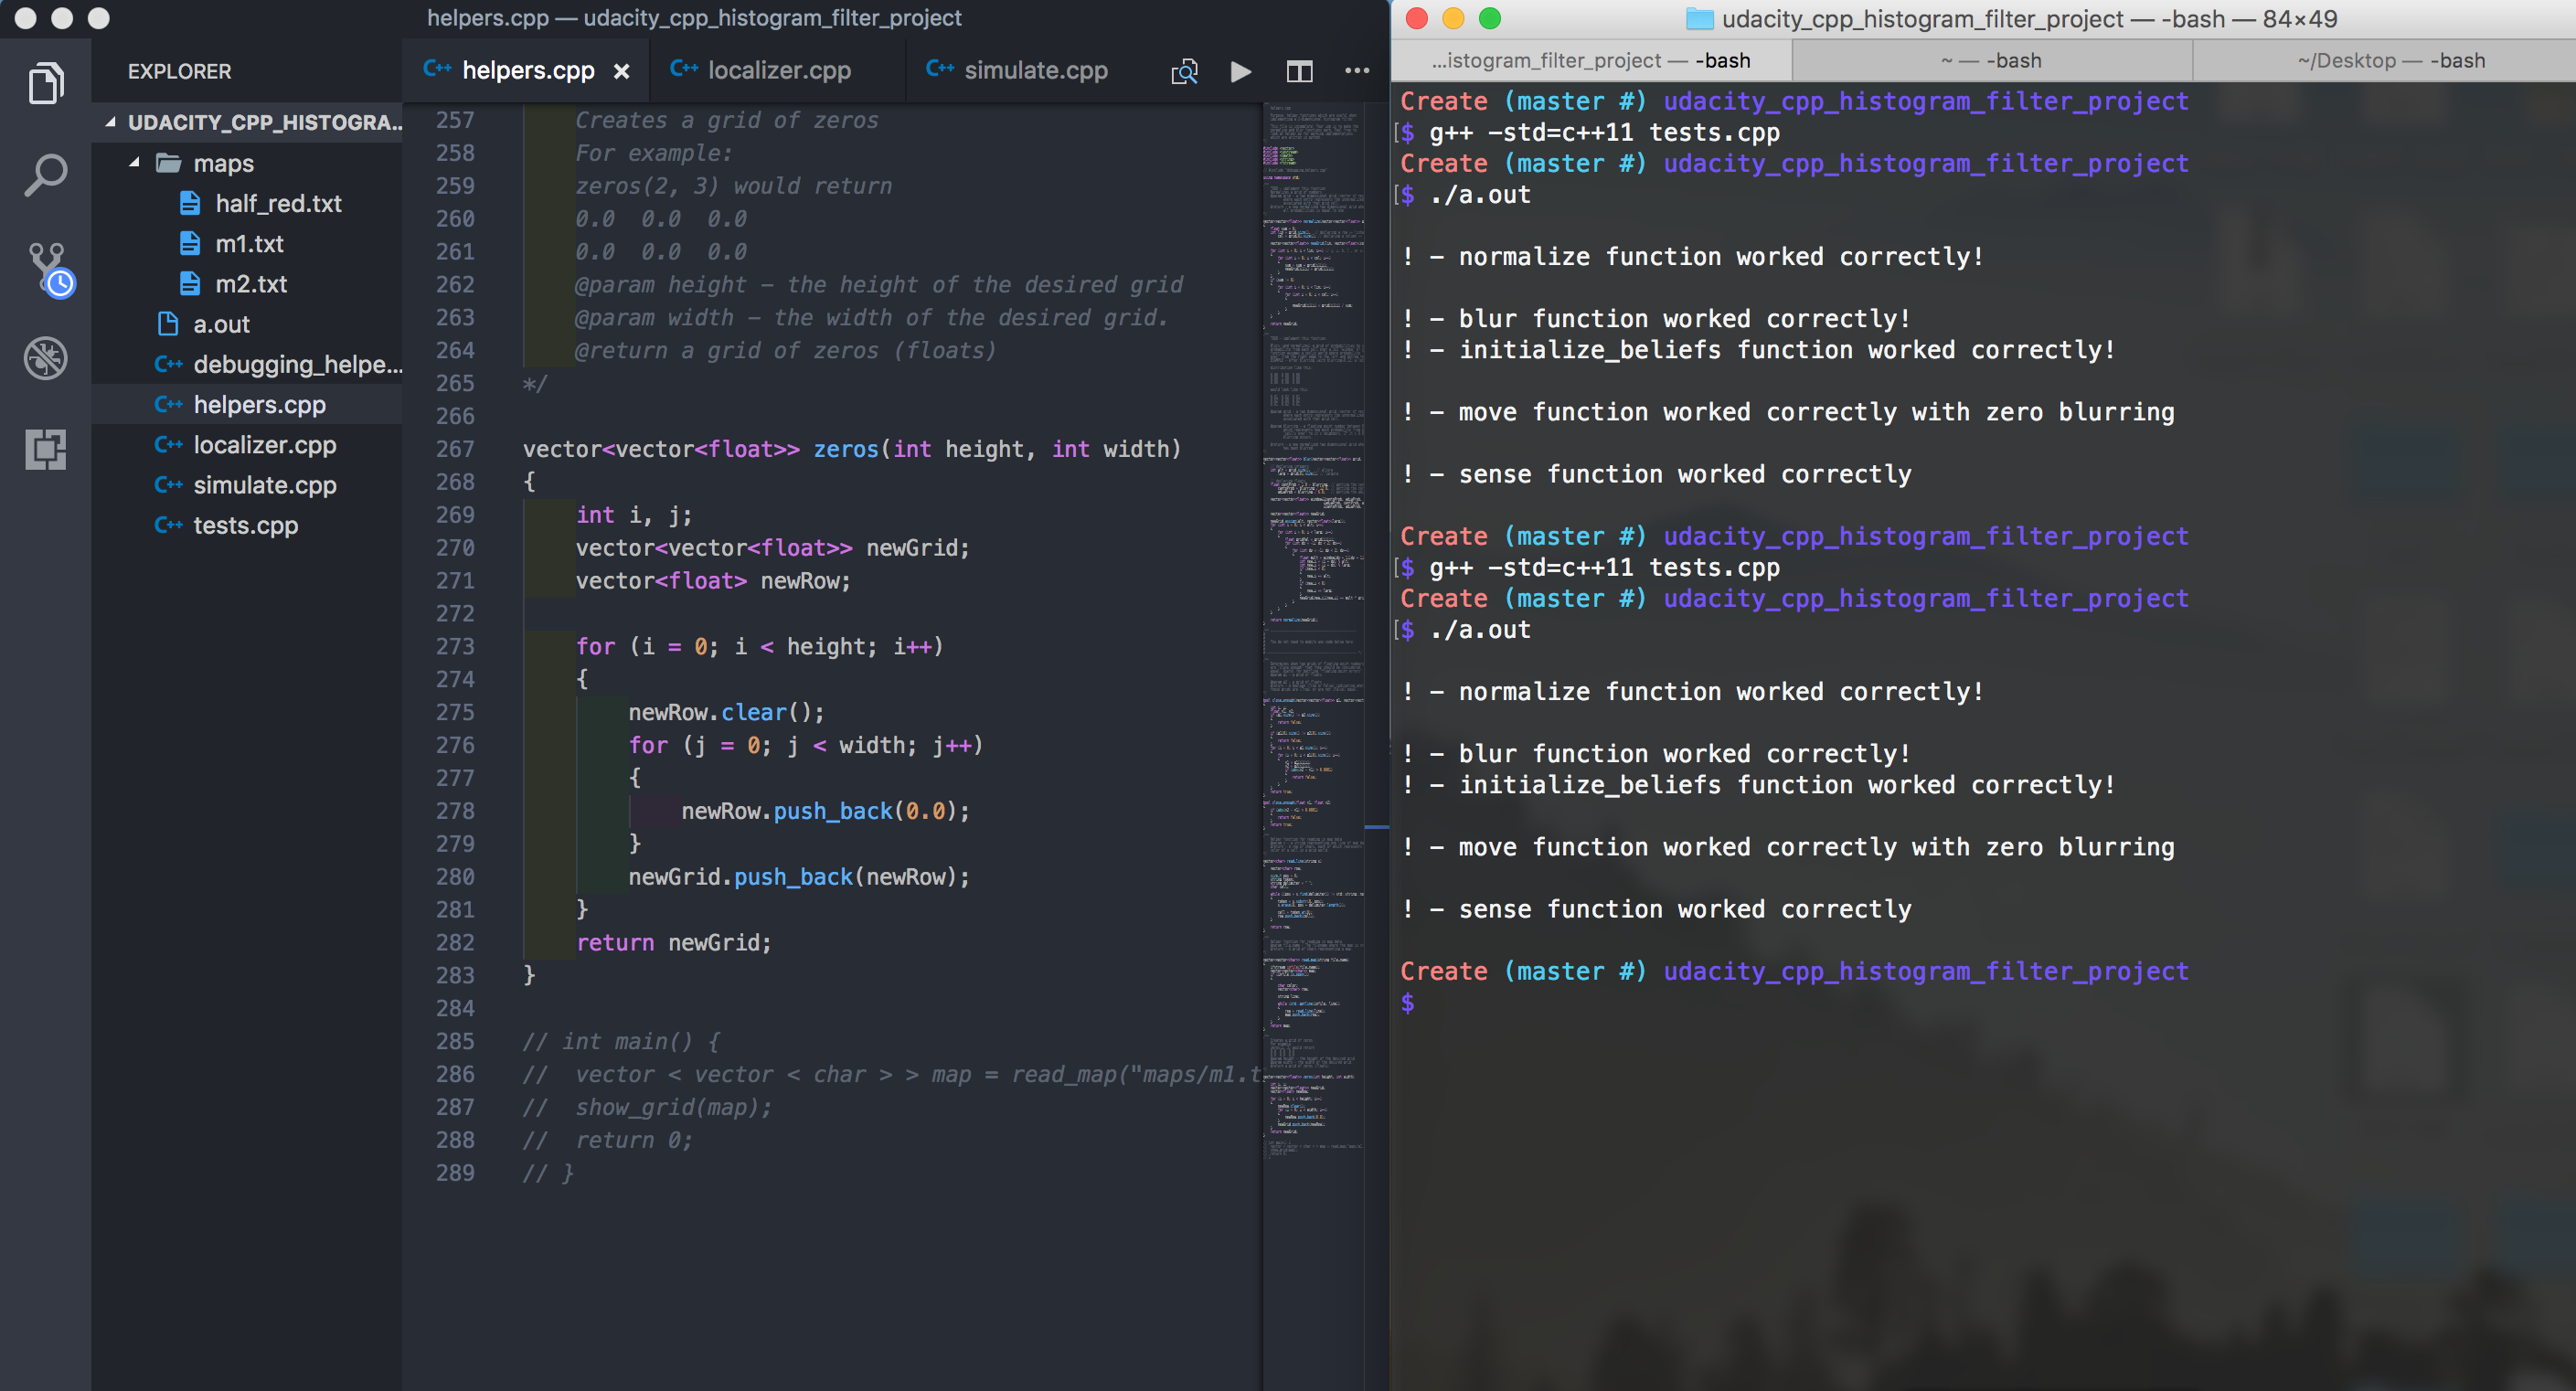 helpers.cpp — udacity_cpp_histogram_filter_project
EXPLORER
UDACITY_CPP_HISTOGRA...
maps
half_red.txt
m1.txt
m2.txt
a.out
C++ debugging_helpe...
C++ helpers.cpp
C++ localizer.cpp
C++ simulate.cpp
C++ tests.cpp
C++ helpers.cpp ×
C++ localizer.cpp
C++ simulate.cpp
257 Creates a grid of zeros
258 For example:
259 zeros(2, 3) would return
260 0.0  0.0  0.0
261 0.0  0.0  0.0
262 @param height – the height of the desired grid
263 @param width – the width of the desired grid.
264 @return a grid of zeros (floats)
265 */
266
267 vector<vector<float>> zeros(int height, int width)
268 {
269 int i, j;
270 vector<vector<float>> newGrid;
271 vector<float> newRow;
272
273 for (i = 0; i < height; i++)
274 {
275 newRow.clear();
276 for (j = 0; j < width; j++)
277 {
278 newRow.push_back(0.0);
279 }
280 newGrid.push_back(newRow);
281 }
282 return newGrid;
283 }
284
285 // int main() {
286 //  vector < vector < char > > map = read_map("maps/m1.t
287 //  show_grid(map);
288 //  return 0;
289 // }
udacity_cpp_histogram_filter_project — -bash — 84×49
...istogram_filter_project — -bash
~ — -bash
~/Desktop — -bash
Create (master #) udacity_cpp_histogram_filter_project
[$ g++ -std=c++11 tests.cpp
Create (master #) udacity_cpp_histogram_filter_project
[$ ./a.out
! - normalize function worked correctly!
! - blur function worked correctly!
! - initialize_beliefs function worked correctly!
! - move function worked correctly with zero blurring
! - sense function worked correctly
Create (master #) udacity_cpp_histogram_filter_project
[$ g++ -std=c++11 tests.cpp
Create (master #) udacity_cpp_histogram_filter_project
[$ ./a.out
! - normalize function worked correctly!
! - blur function worked correctly!
! - initialize_beliefs function worked correctly!
! - move function worked correctly with zero blurring
! - sense function worked correctly
Create (master #) udacity_cpp_histogram_filter_project
$